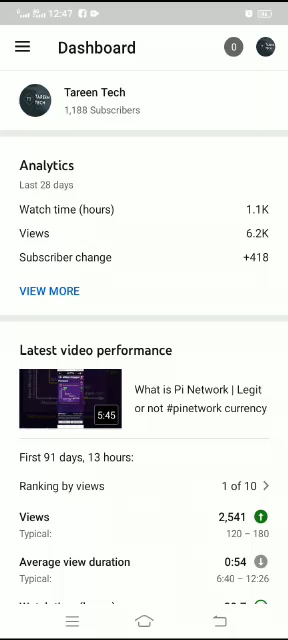 12:47
Dashboard
0
Tareen Tech
1,188 Subscribers
Analytics
Last 28 days
Watch time (hours) 1.1K
Views 6.2K
Subscriber change +418
VIEW MORE
Latest video performance
5:45
What is Pi Network | Legit
or not #pinetwork currency
First 91 days, 13 hours:
Ranking by views 1 of 10
Views 2,541
Typical: 120 – 180
Average view duration 0:54
Typical: 6:40 – 12:26